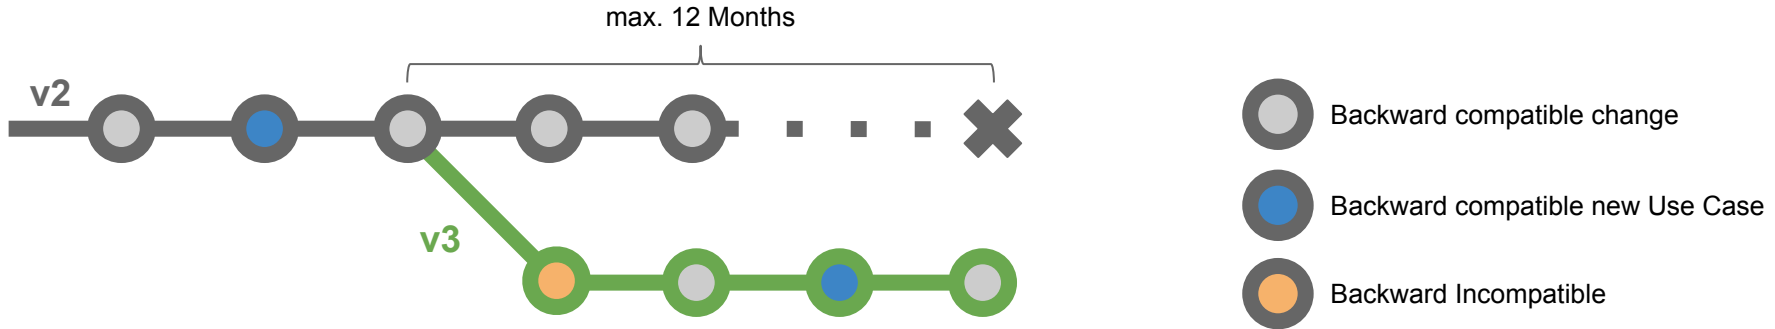 max. 12 Months
v2
v3
Backward compatible change
Backward compatible new Use Case
Backward Incompatible